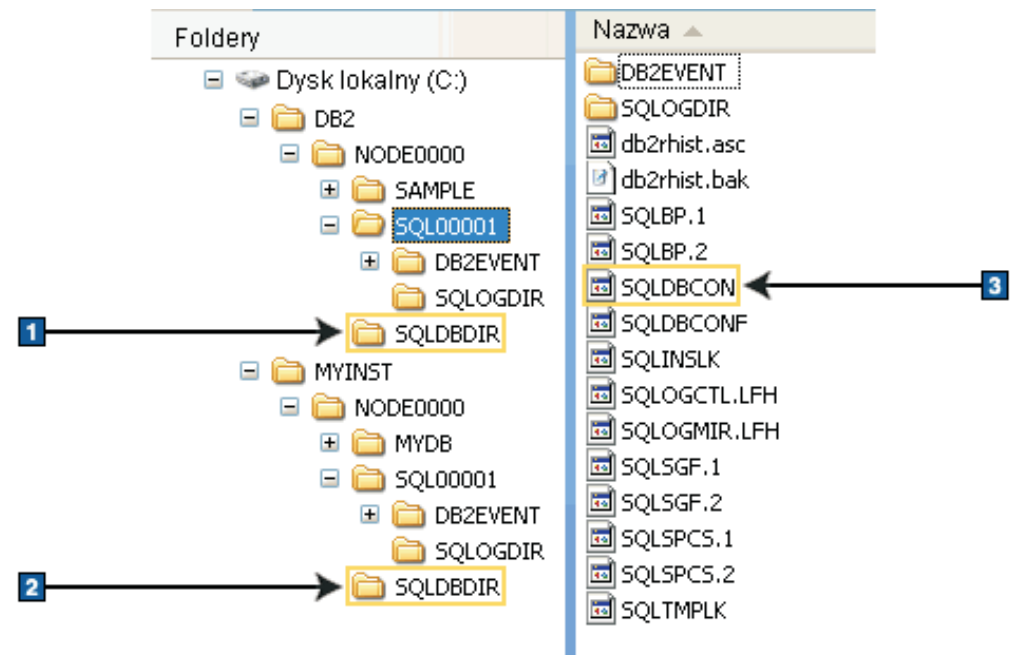 Foldery
Dysk lokalny (C:)
DB2
NODE0000
SAMPLE
SQL00001
DB2EVENT
SQLOGDIR
1
SQLDBDIR
MYINST
NODE0000
MYDB
SQL00001
DB2EVENT
SQLOGDIR
2
SQLDBDIR
Nazwa
DB2EVENT
SQLOGDIR
db2rhist.asc
db2rhist.bak
SQLBP.1
SQLBP.2
SQLDBCON
3
SQLDBCONF
SQLINSLK
SQLOGCTL.LFH
SQLOGMIR.LFH
SQLSGF.1
SQLSGF.2
SQLSPCS.1
SQLSPCS.2
SQLTMPLK